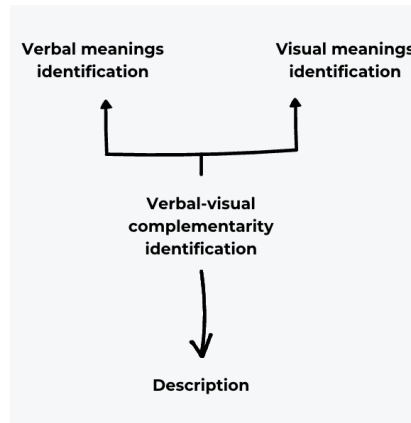 Verbal meanings
identification
Visual meanings
identification
Verbal-visual
complementarity
identification
Description